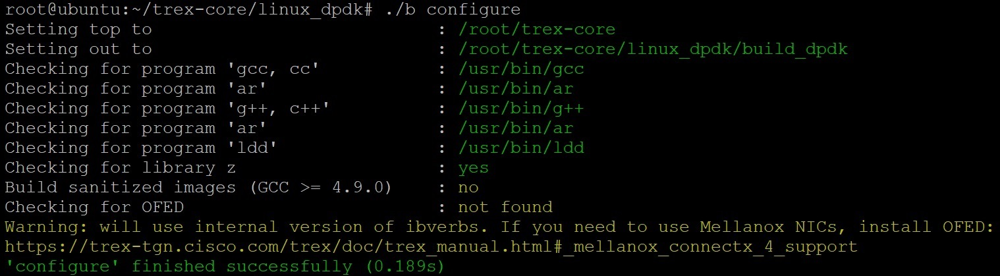 root@ubuntu:~/trex-core/linux_dpdk# ./b configure
Setting top to                           : /root/trex-core
Setting out to                           : /root/trex-core/linux_dpdk/build_dpdk
Checking for program 'gcc, cc'           : /usr/bin/gcc
Checking for program 'ar'                : /usr/bin/ar
Checking for program 'g++, c++'          : /usr/bin/g++
Checking for program 'ar'                : /usr/bin/ar
Checking for program 'ldd'               : /usr/bin/ldd
Checking for library z                   : yes
Build sanitized images (GCC >= 4.9.0)    : no
Checking for OFED                        : not found
Warning: will use internal version of ibverbs. If you need to use Mellanox NICs, install OFED:
https://trex-tgn.cisco.com/trex/doc/trex_manual.html#_mellanox_connectx_4_support
'configure' finished successfully (0.189s)